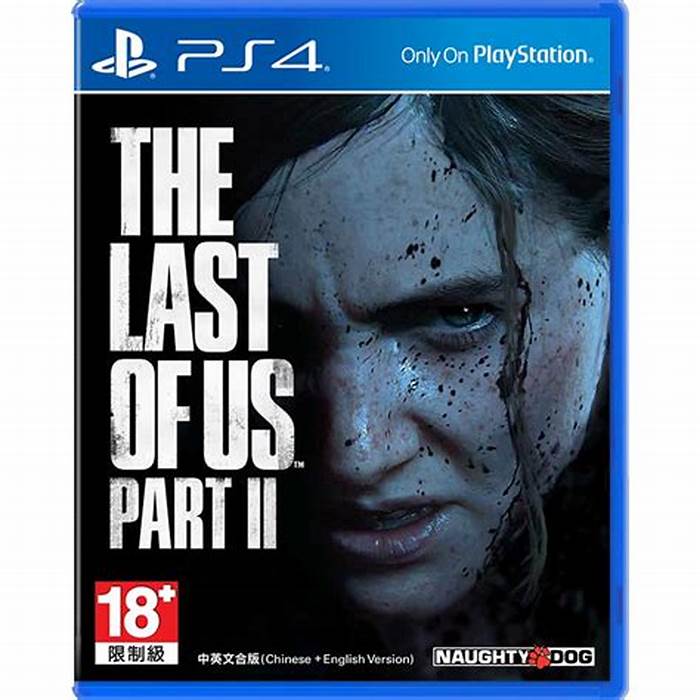 PS4®
Only On PlayStation®
THE
LAST
OF US™
PART II
18+
限制級
中英文合版(Chinese + English Version)
NAUGHTY DOG